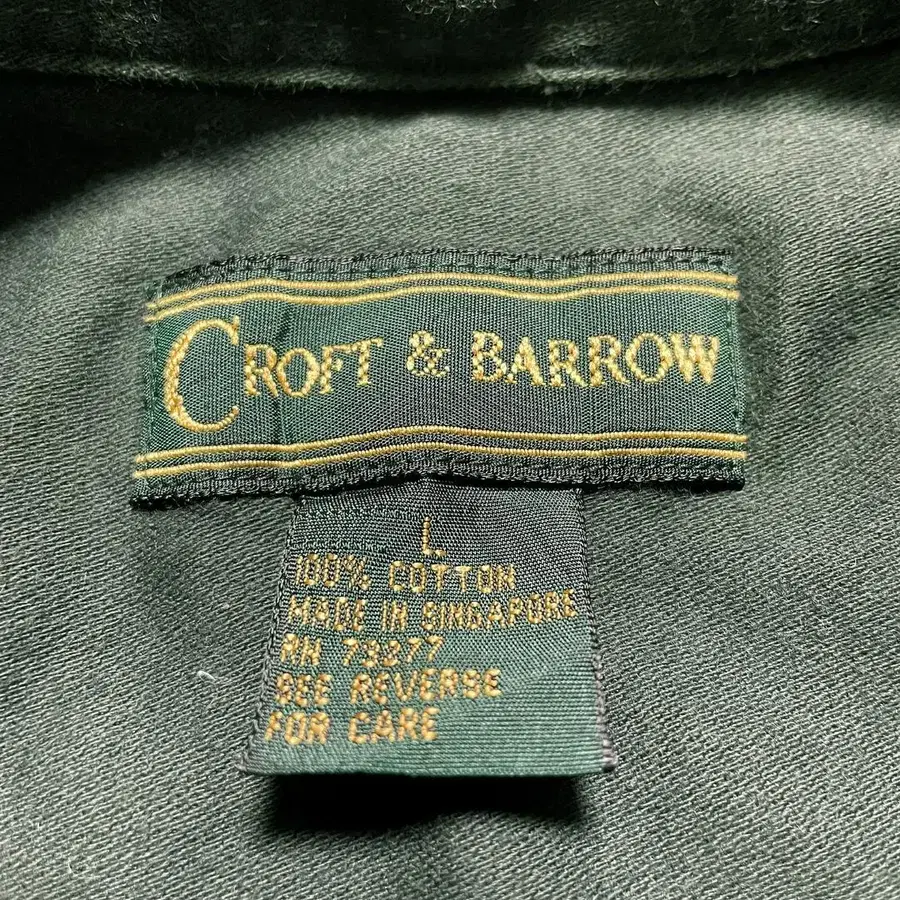 CROFT & BARROW
L
100% COTTON
MADE IN SINGAPORE
RN 73277
SEE REVERSE
FOR CARE